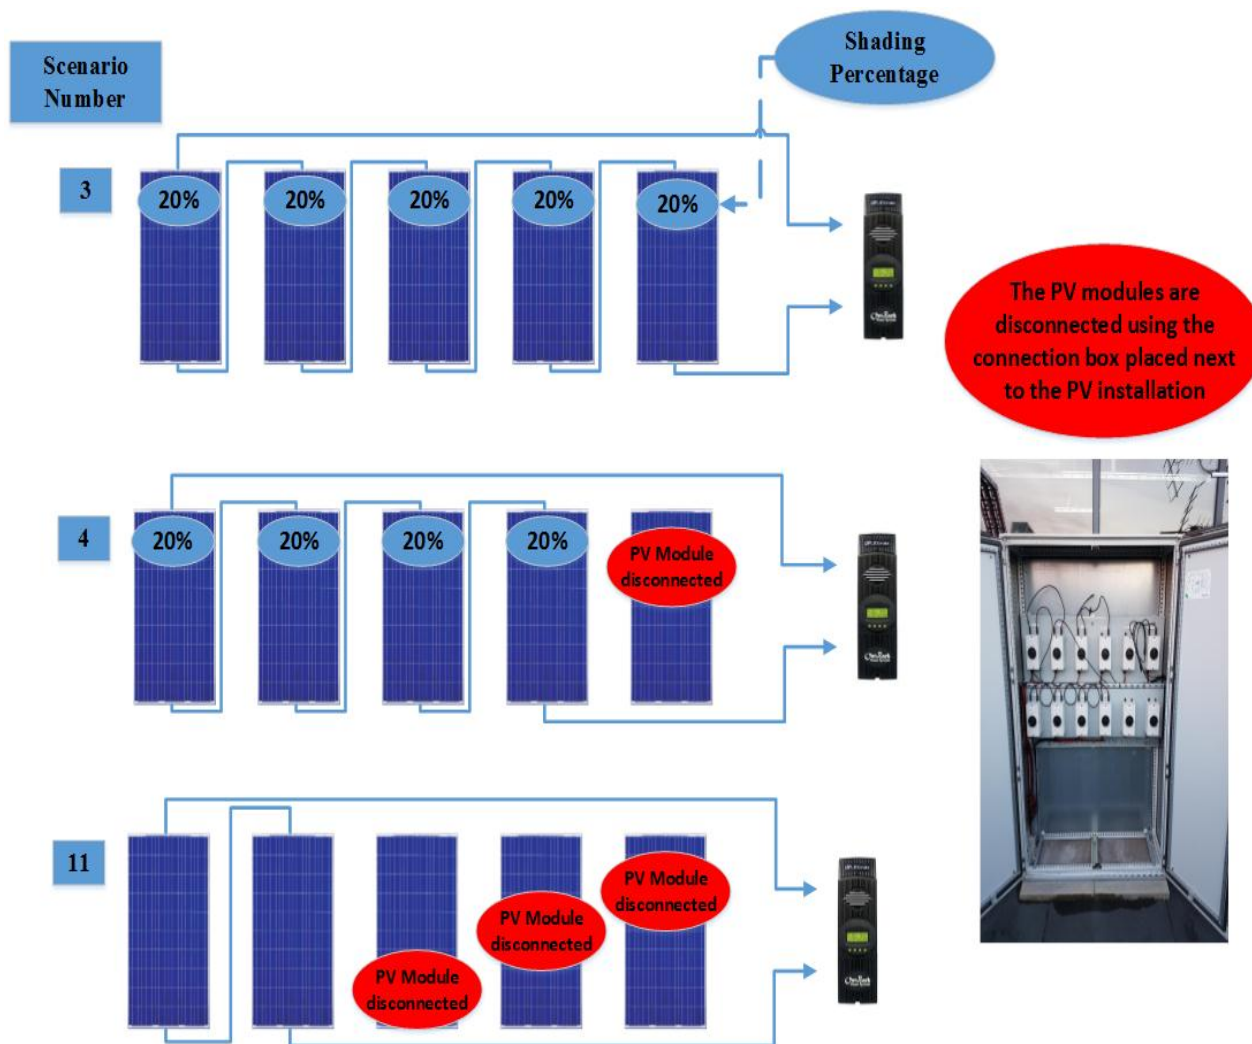 Scenario
Number
Shading
Percentage
3
20%
20%
20%
20%
20%
The PV modules are
disconnected using the
connection box placed next
to the PV installation
4
20%
20%
20%
20%
PV Module
disconnected
11
PV Module
disconnected
PV Module
disconnected
PV Module
disconnected